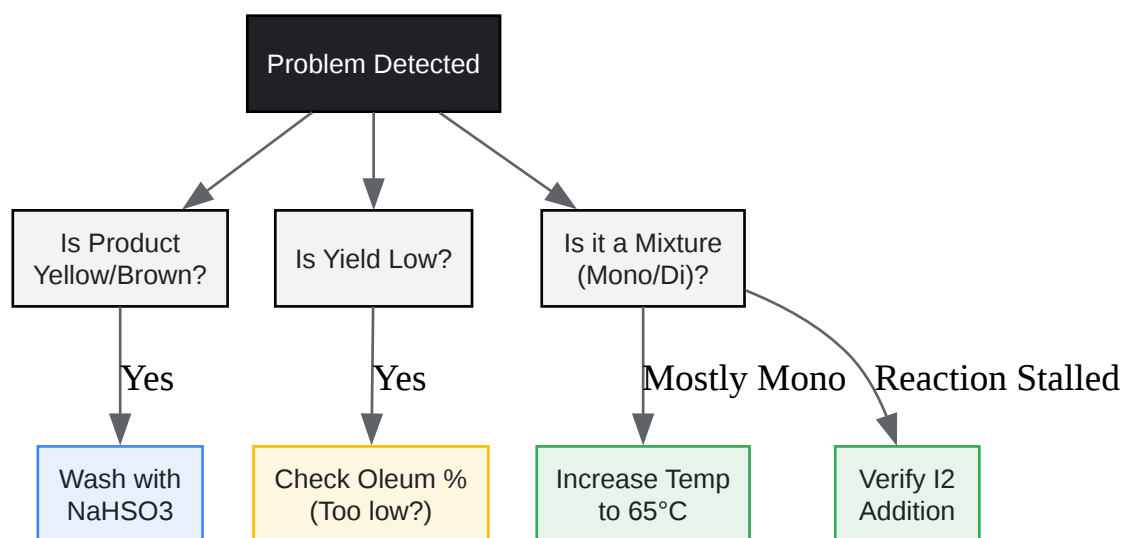 Problem Detected
Is Product
Yellow/Brown?
Is Yield Low?
Is it a Mixture
(Mono/Di)?
Yes
Yes
Mostly Mono
Reaction Stalled
Wash with
NaHSO3
Check Oleum %
(Too low?)
Increase Temp
to 65°C
Verify I2
Addition